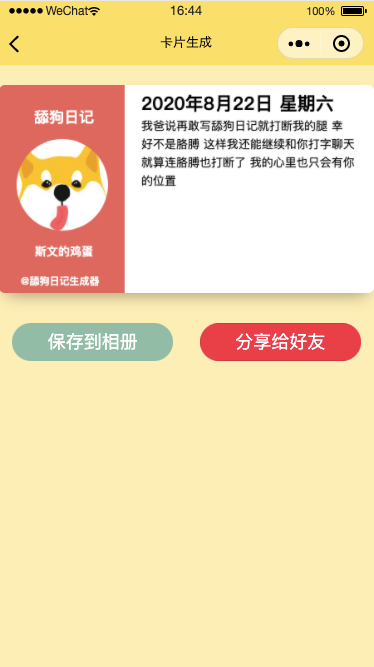 WeChat 16:44 100%
卡片生成
舔狗日记
斯文的鸡蛋
@舔狗日记生成器
2020年8月22日 星期六
我爸说再敢写舔狗日记就打断我的腿 幸
好不是胳膊 这样我还能继续和你打字聊天
就算连胳膊也打断了 我的心里也只会有你
的位置
保存到相册
分享给好友